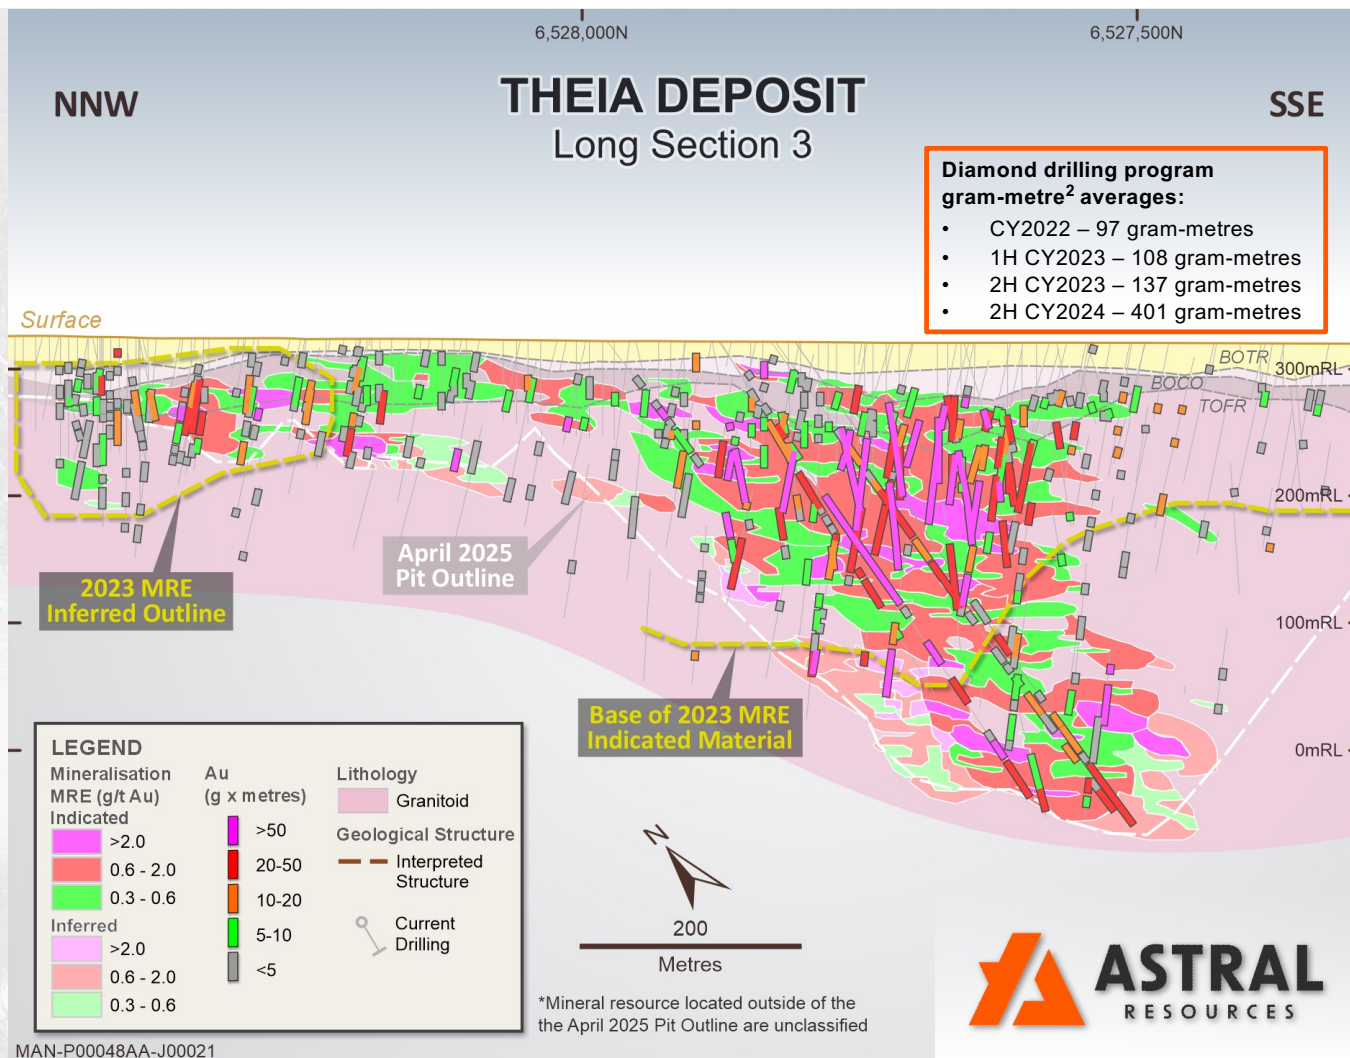 6,528,000N
6,527,500N
NNW
THEIA DEPOSIT
SSE
Long Section 3
Diamond drilling program
gram-metre2 averages:
• CY2022 – 97 gram-metres
• 1H CY2023 – 108 gram-metres
• 2H CY2023 – 137 gram-metres
• 2H CY2024 – 401 gram-metres
Surface
BOTR
300mRL
BOCO
TOFR
200mRL
April 2025
Pit Outline
2023 MRE
Inferred Outline
100mRL
Base of 2023 MRE
Indicated Material
0mRL
LEGEND
Mineralisation
MRE (g/t Au)
Indicated
>2.0
0.6 - 2.0
0.3 - 0.6
Inferred
>2.0
0.6 - 2.0
0.3 - 0.6
Au
(g x metres)
>50
20-50
10-20
5-10
<5
Lithology
Granitoid
Geological Structure
Interpreted
Structure
Current
Drilling
N
200
Metres
*Mineral resource located outside of the
the April 2025 Pit Outline are unclassified
ASTRAL
RESOURCES
MAN-P00048AA-J00021